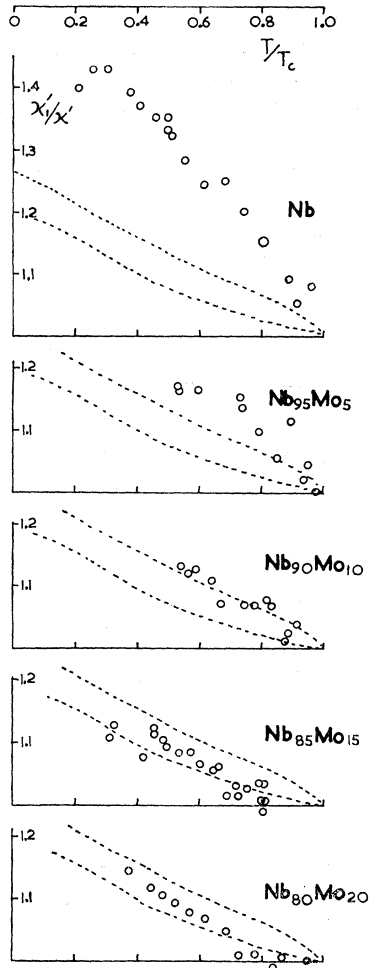 0 0.2 0.4 0.6 0.8 1.0
T/Tc
1.4
ϰ₁'/ϰ'
1.3
1.2
Nb
1.1
1.2
Nb₉₅Mo₅
1.1
1.2
Nb₉₀Mo₁₀
1.1
1.2
Nb₈₅Mo₁₅
1.1
1.2
Nb₈₀Mo₂₀
1.1